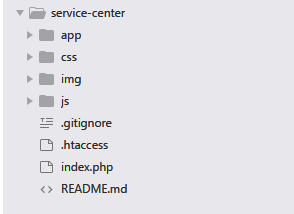 service-center
app
css
img
js
.gitignore
.htaccess
index.php
README.md